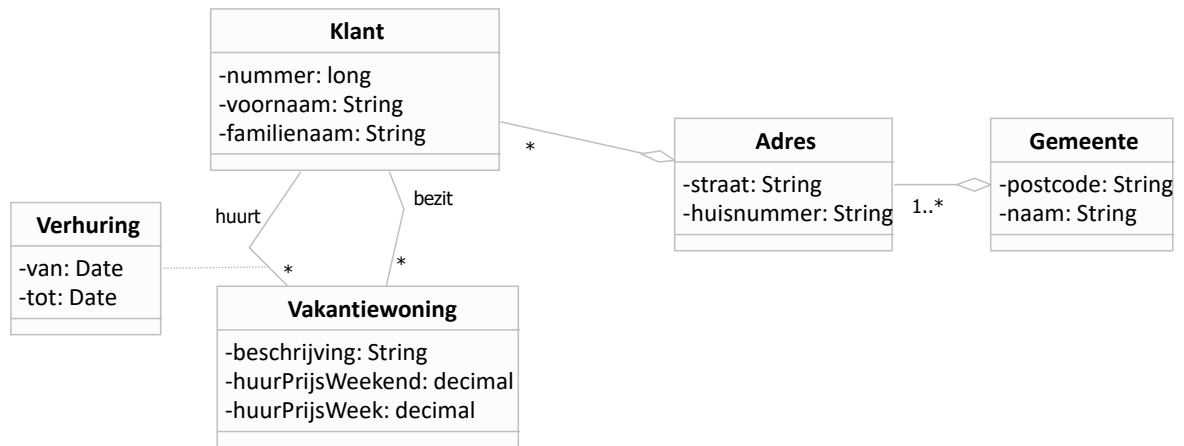 Klant
-nummer: long
-voornaam: String
-familienaam: String
*
Adres
-straat: String
-huisnummer: String
1..*
Gemeente
-postcode: String
-naam: String
huurt
bezit
Verhuring
-van: Date
-tot: Date
*
*
Vakantiewoning
-beschrijving: String
-huurPrijsWeekend: decimal
-huurPrijsWeek: decimal